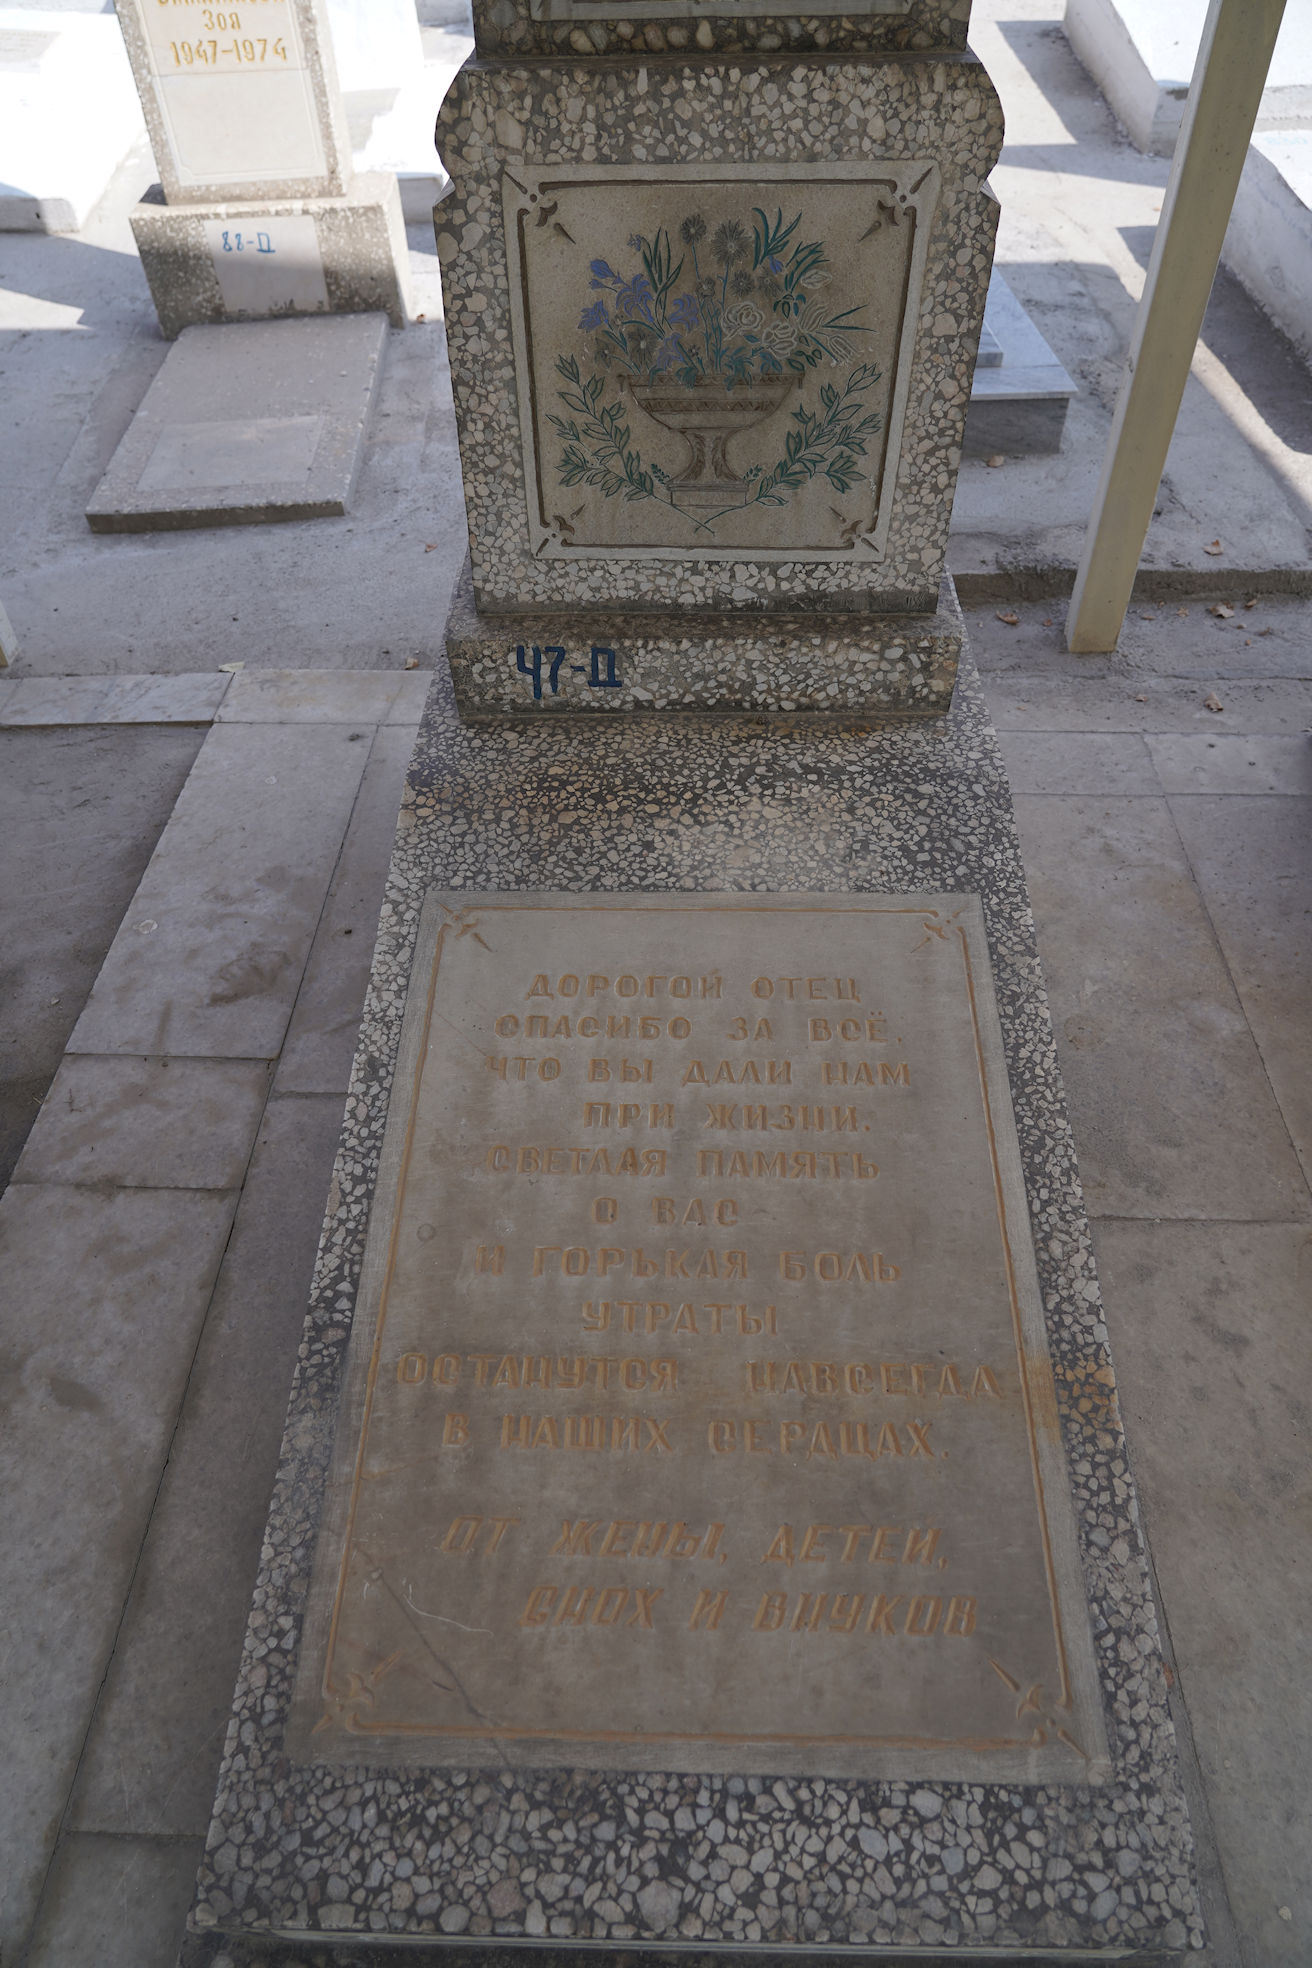 Зоя
1947-1974
88-Д
47-Д
ДОРОГОЙ ОТЕЦ
СПАСИБО ЗА ВСЁ,
ЧТО ВЫ ДАЛИ НАМ
ПРИ ЖИЗНИ.
СВЕТЛАЯ ПАМЯТЬ
О ВАС
И ГОРЬКАЯ БОЛЬ
УТРАТЫ
ОСТАНУТСЯ НАВСЕГДА
В НАШИХ СЕРДЦАХ.
ОТ ЖЕНЫ, ДЕТЕЙ,
СНОХ И ВНУКОВ